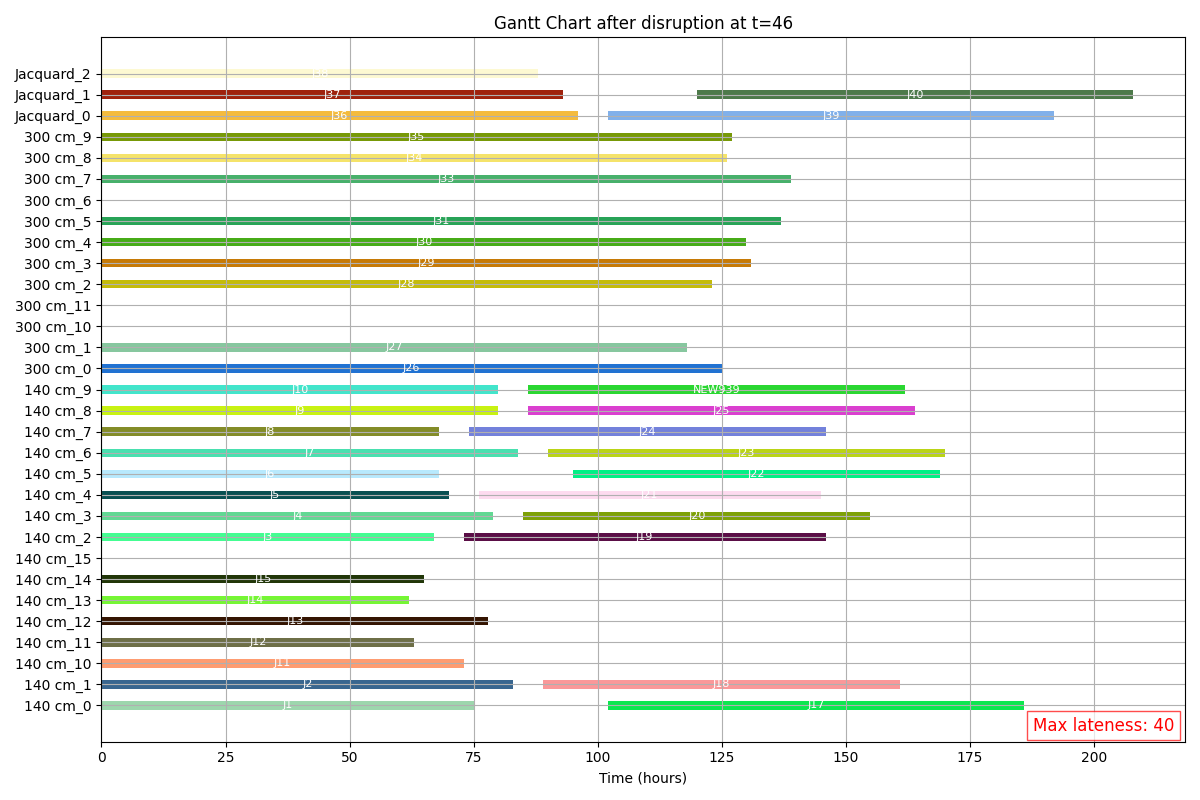 Gantt Chart after disruption at t=46
Jacquard_2
Jacquard_1 J37 J40
Jacquard_0 J36 J39
300 cm_9 J35
300 cm_8 J34
300 cm_7 J33
300 cm_6
300 cm_5 J31
300 cm_4 J30
300 cm_3 J29
300 cm_2 J28
300 cm_11
300 cm_10
300 cm_1 J27
300 cm_0 J26
140 cm_9 J10 NEW939
140 cm_8 J9 J25
140 cm_7 J8 J24
140 cm_6 J7 J23
140 cm_5 J6 J22
140 cm_4 J5 J21
140 cm_3 J4 J20
140 cm_2 J3 J19
140 cm_15
140 cm_14 J15
140 cm_13 J14
140 cm_12 J13
140 cm_11 J12
140 cm_10 J11
140 cm_1 J2 J18
140 cm_0 J1 J17
Max lateness: 40
0 25 50 75 100 125 150 175 200
Time (hours)